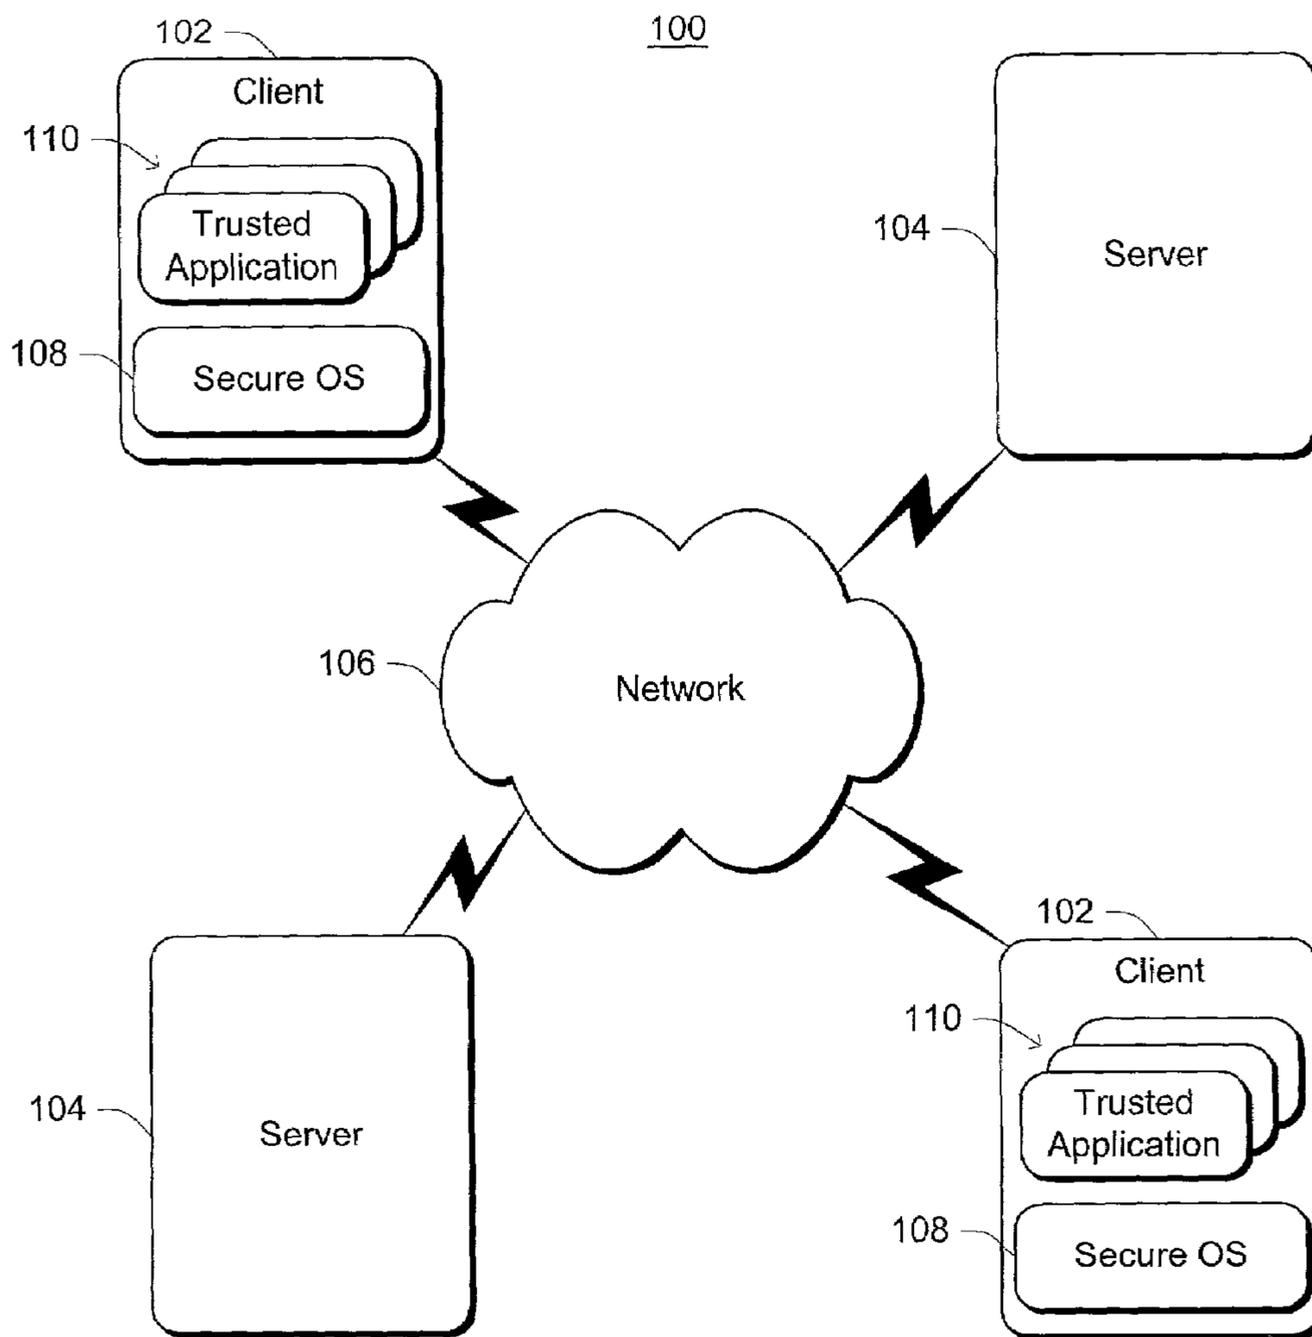 100
102
Client
110
Trusted
Application
108
Secure OS
104
Server
106
Network
104
Server
102
Client
110
Trusted
Application
108
Secure OS